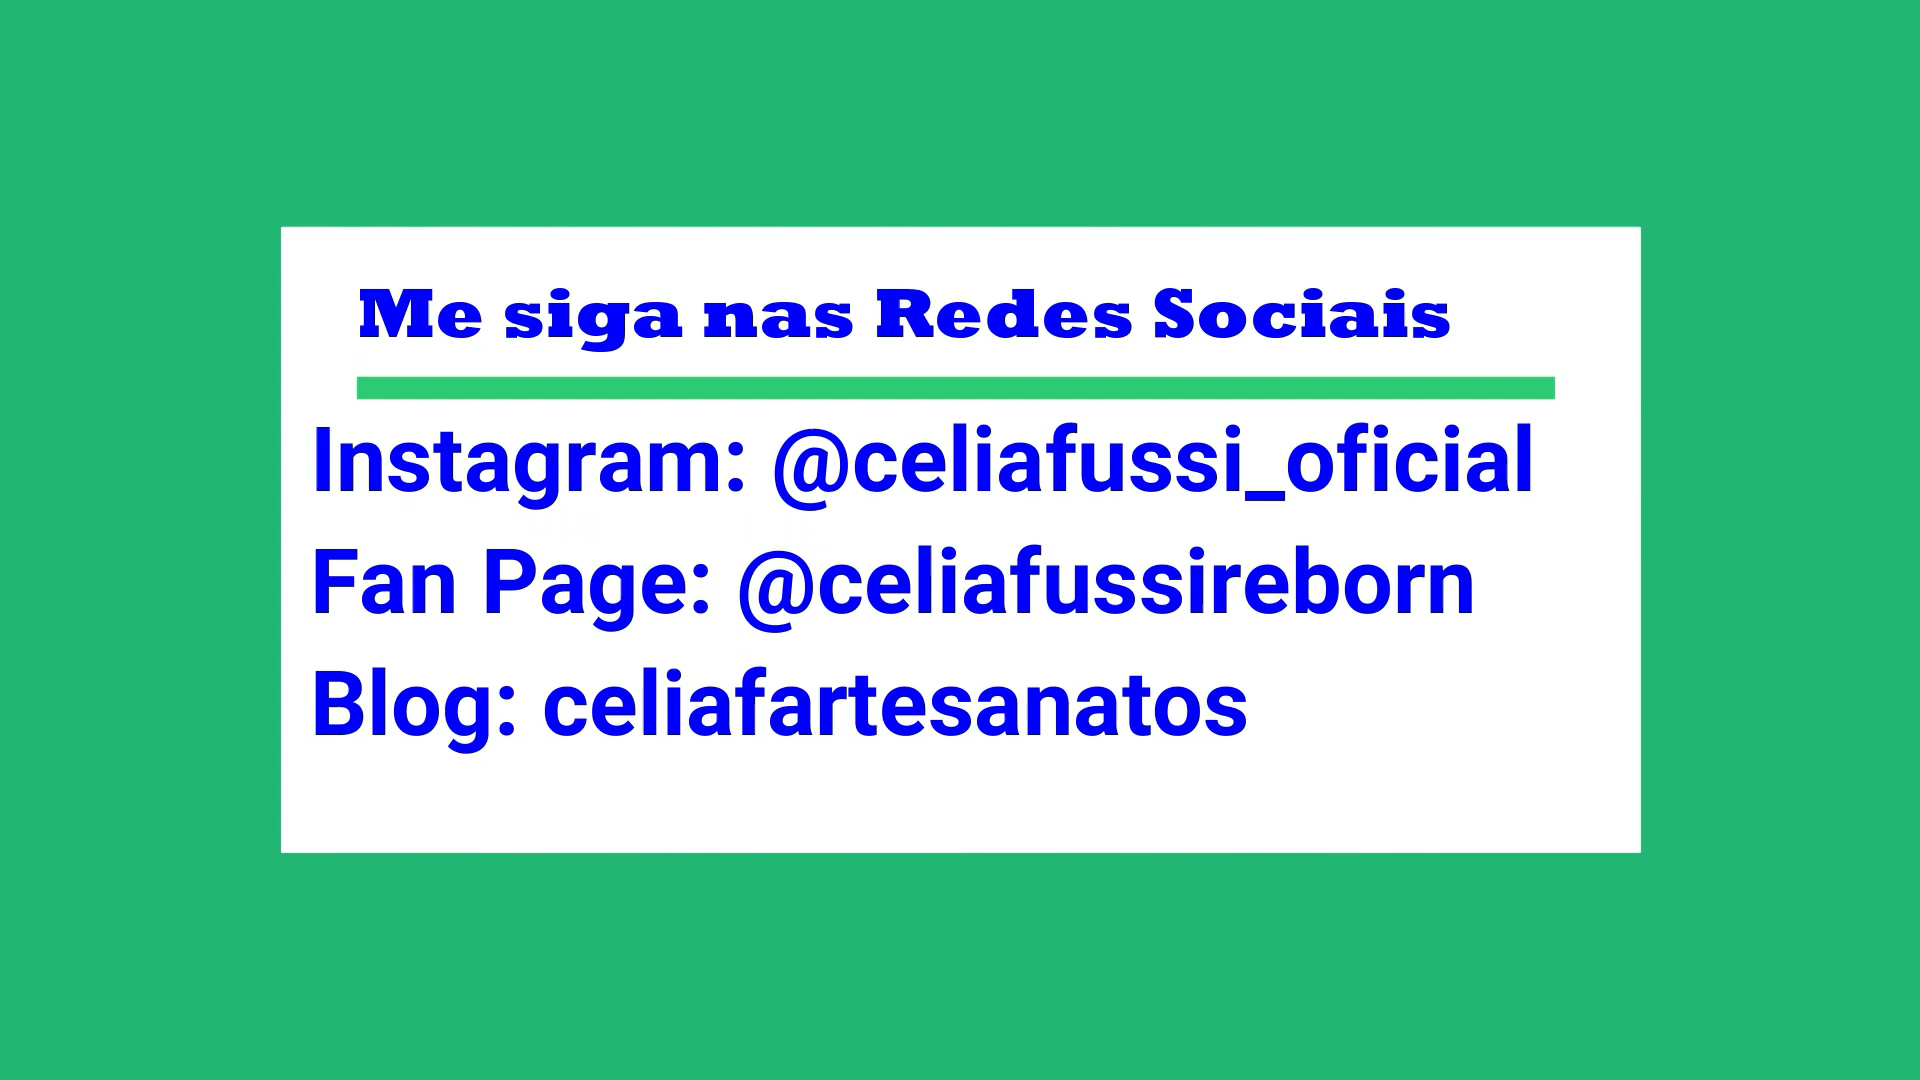 Me siga nas Redes Sociais
Instagram: @celiafussi_oficial
Fan Page: @celiafussireborn
Blog: celiafartesanatos